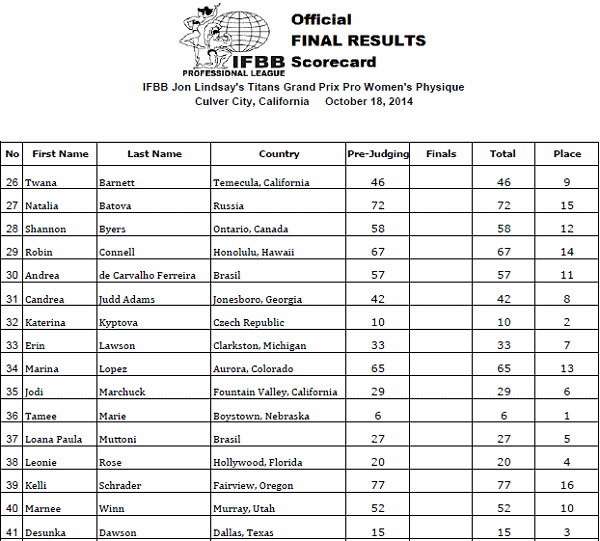 Official
FINAL RESULTS
IFBB Scorecard
PROFESSIONAL LEAGUE
IFBB Jon Lindsay's Titans Grand Prix Pro Women's Physique
Culver City, California October 18, 2014
No First Name Last Name Country Pre-Judging Finals Total Place
26 Twana Barnett Temecula, California 46 46 9
27 Natalia Batova Russia 72 72 15
28 Shannon Byers Ontario, Canada 58 58 12
29 Robin Connell Honolulu, Hawaii 67 67 14
30 Andrea de Carvalho Ferreira Brasil 57 57 11
31 Candrea Judd Adams Jonesboro, Georgia 42 42 8
32 Katerina Kyptova Czech Republic 10 10 2
33 Erin Lawson Clarkston, Michigan 33 33 7
34 Marina Lopez Aurora, Colorado 65 65 13
35 Jodi Marchuck Fountain Valley, California 29 29 6
36 Tamee Marie Boystown, Nebraska 6 6 1
37 Loana Paula Muttoni Brasil 27 27 5
38 Leonie Rose Hollywood, Florida 20 20 4
39 Kelli Schrader Fairview, Oregon 77 77 16
40 Marnee Winn Murray, Utah 52 52 10
41 Desunka Dawson Dallas, Texas 15 15 3